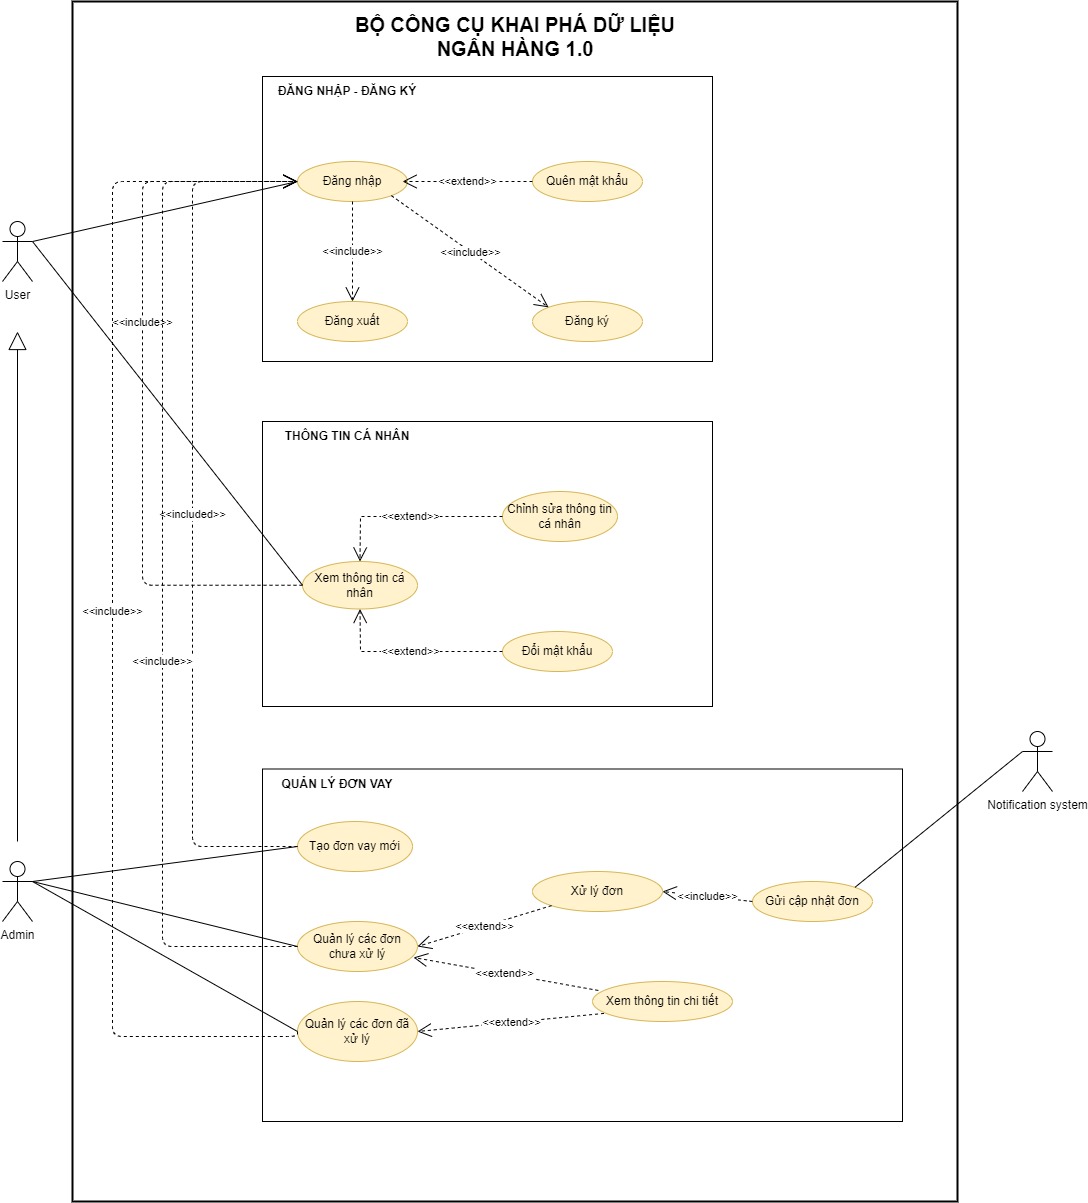 BỘ CÔNG CỤ KHAI PHÁ DỮ LIỆU
NGÂN HÀNG 1.0
ĐĂNG NHẬP - ĐĂNG KÝ
Đăng nhập
<<extend>>
Quên mật khẩu
<<include>>
<<include>>
Đăng xuất
Đăng ký
User
<<include>>
THÔNG TIN CÁ NHÂN
<<included>>
<<extend>>
Chỉnh sửa thông tin
cá nhân
Xem thông tin cá
nhân
<<include>>
<<include>>
<<extend>>
Đổi mật khẩu
QUẢN LÝ ĐƠN VAY
Notification system
Tạo đơn vay mới
Xử lý đơn
<<include>>
Gửi cập nhật đơn
Admin
<<extend>>
Quản lý các đơn
chưa xử lý
<<extend>>
Xem thông tin chi tiết
<<extend>>
Quản lý các đơn đã
xử lý